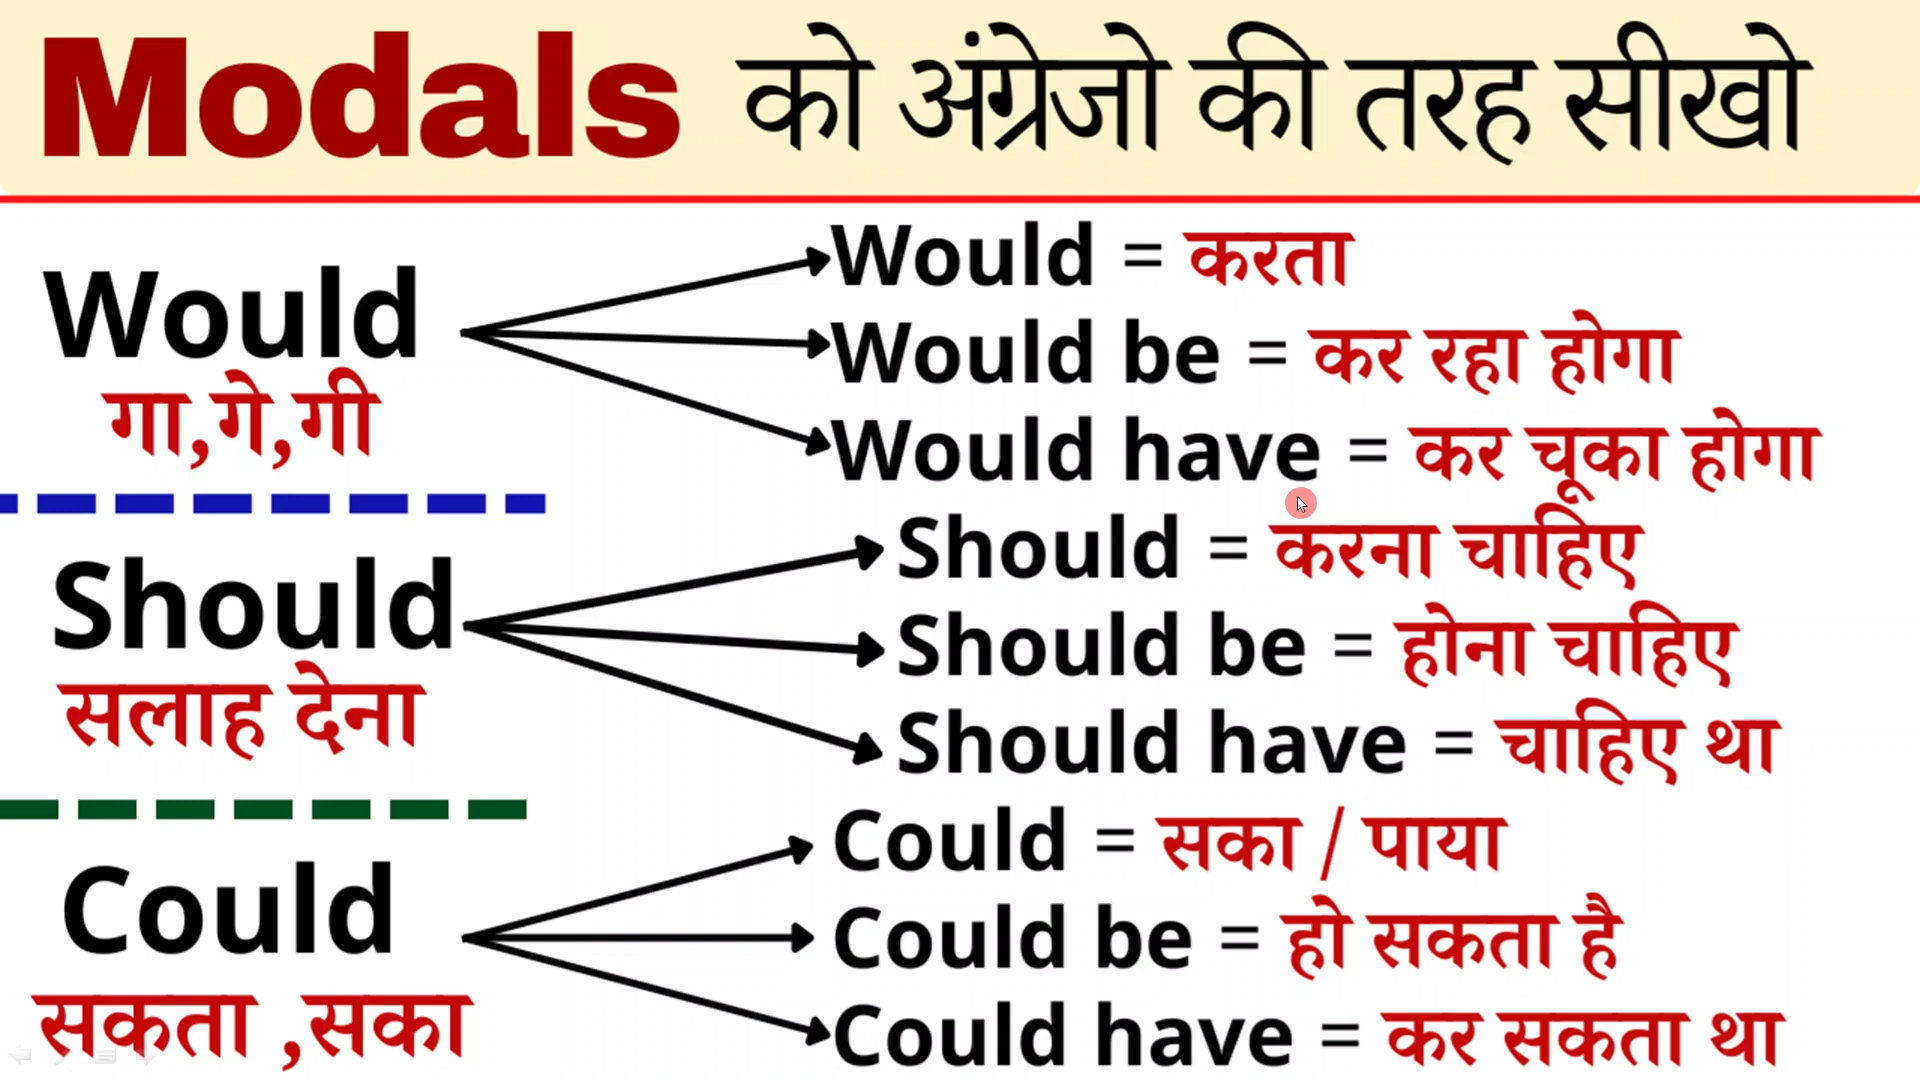 Modals को अंग्रेजो की तरह सीखो
Would
गा,गे,गी
Would = करता
Would be = कर रहा होगा
Would have = कर चूका होगा
Should
सलाह देना
Should = करना चाहिए
Should be = होना चाहिए
Should have = चाहिए था
Could
सकता ,सका
Could = सका / पाया
Could be = हो सकता है
Could have = कर सकता था